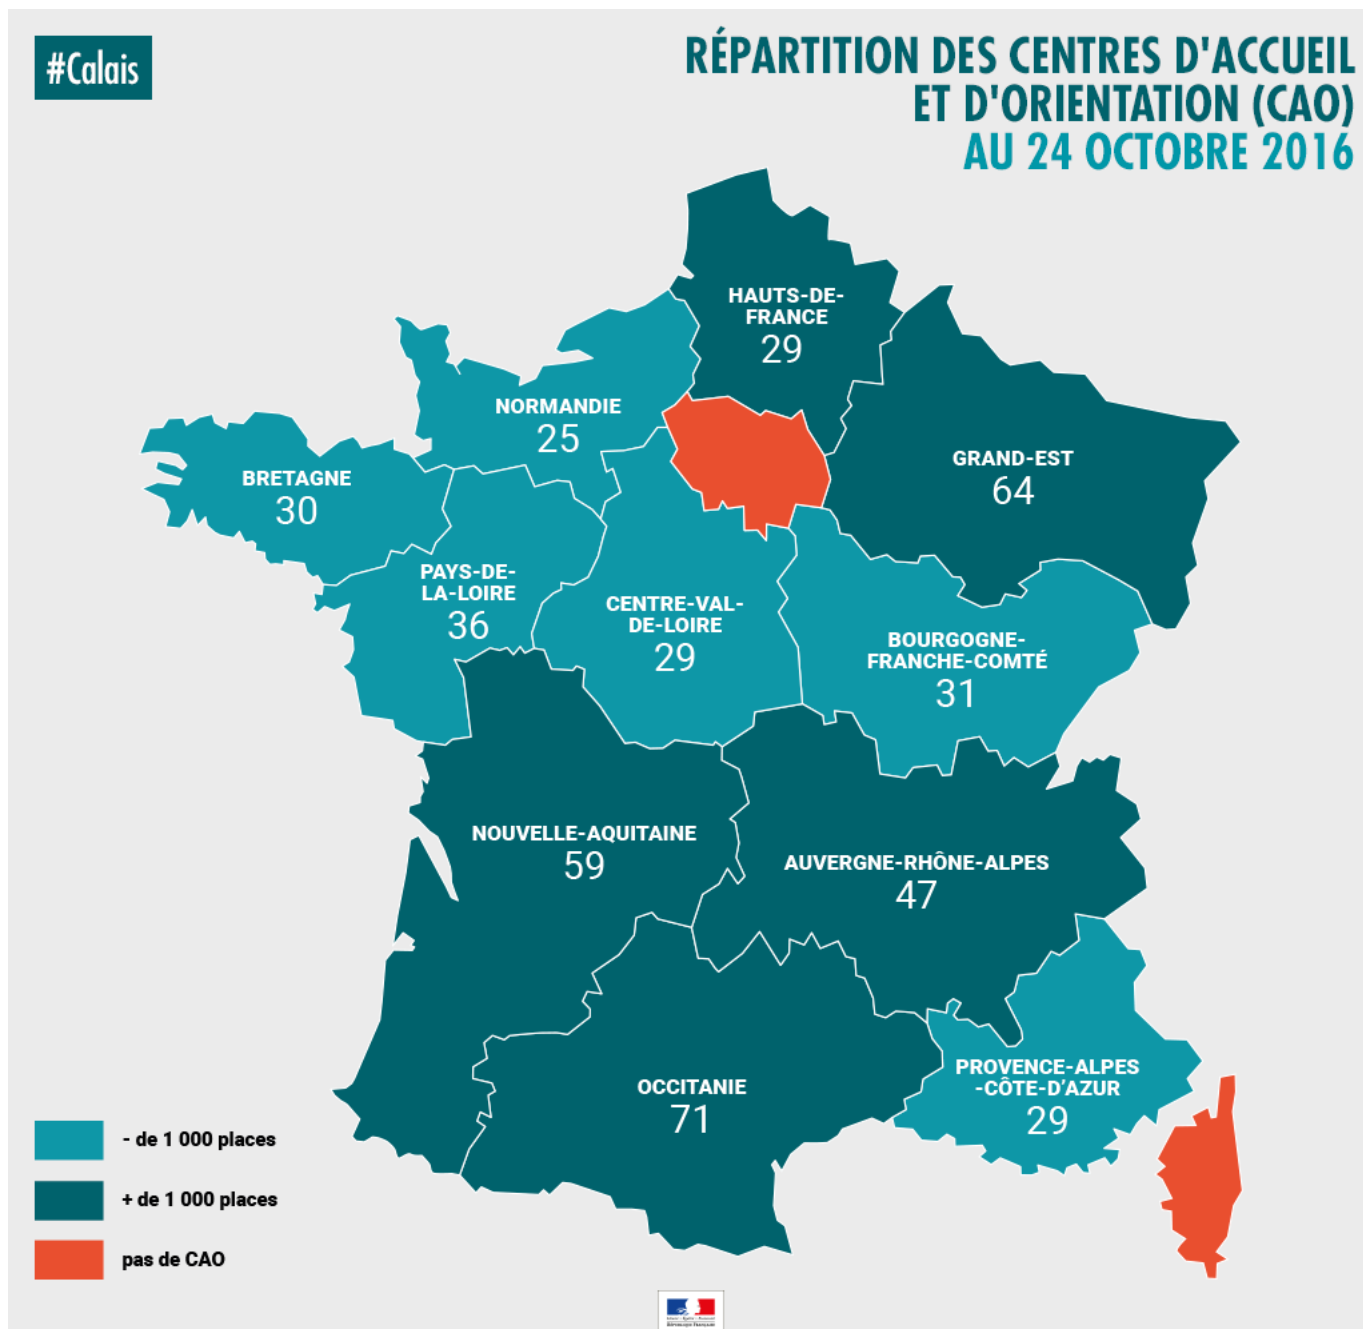 #Calais
RÉPARTITION DES CENTRES D'ACCUEIL
ET D'ORIENTATION (CAO)
AU 24 OCTOBRE 2016
HAUTS-DE-
FRANCE
29
NORMANDIE
25
GRAND-EST
64
BRETAGNE
30
PAYS-DE-
LA-LOIRE
36
CENTRE-VAL-
DE-LOIRE
29
BOURGOGNE-
FRANCHE-COMTÉ
31
NOUVELLE-AQUITAINE
59
AUVERGNE-RHÔNE-ALPES
47
OCCITANIE
71
PROVENCE-ALPES
-CÔTE-D'AZUR
29
- de 1 000 places
+ de 1 000 places
pas de CAO
RÉPUBLIQUE FRANÇAISE